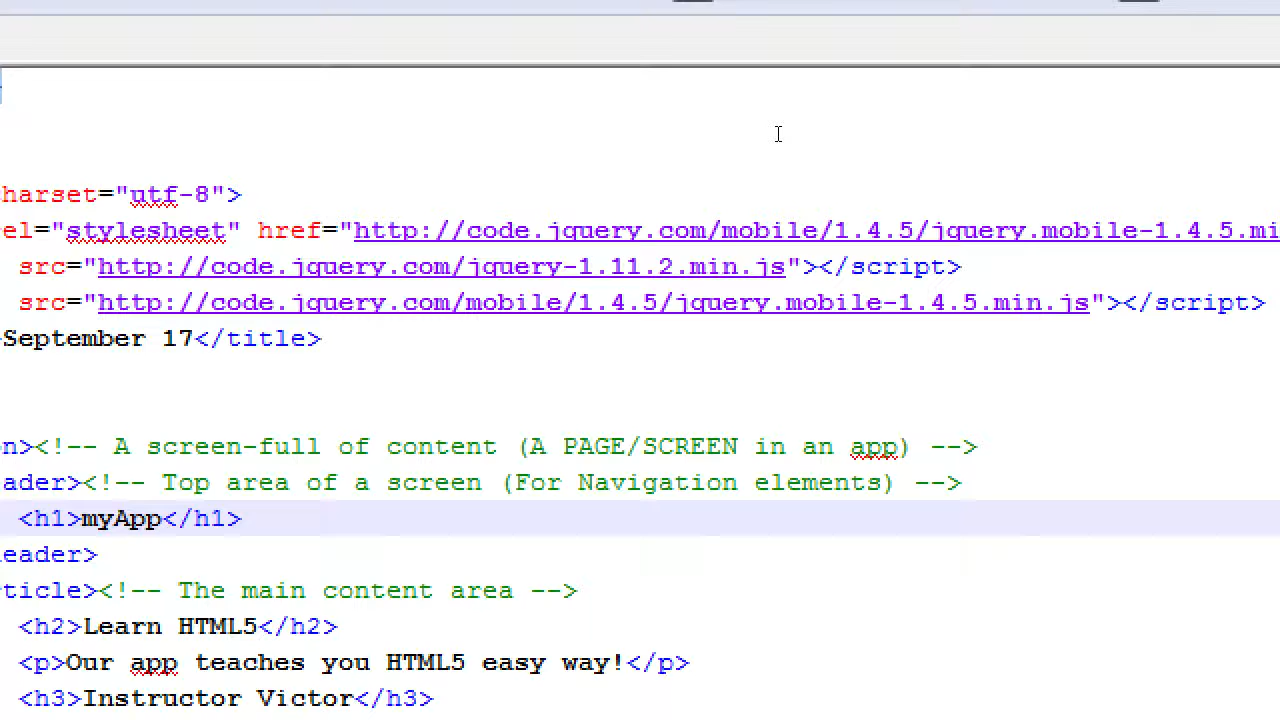 harset="utf-8">
el="stylesheet" href="http://code.jquery.com/mobile/1.4.5/jquery.mobile-1.4.5.mi
src="http://code.jquery.com/jquery-1.11.2.min.js"></script>
src="http://code.jquery.com/mobile/1.4.5/jquery.mobile-1.4.5.min.js"></script>
September 17</title>
n><!-- A screen-full of content (A PAGE/SCREEN in an app) -->
ader><!-- Top area of a screen (For Navigation elements) -->
<h1>myApp</h1>
eader>
ticle><!-- The main content area -->
<h2>Learn HTML5</h2>
<p>Our app teaches you HTML5 easy way!</p>
<h3>Instructor Victor</h3>